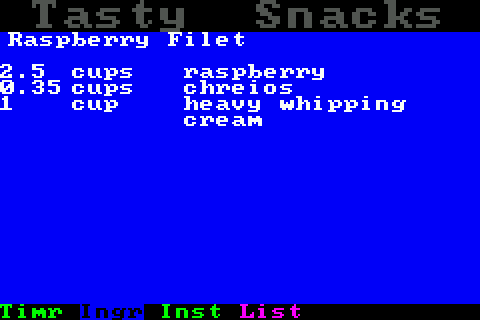 Tasty Snacks
Raspberry Filet
2.5 cups raspberry
0.35 cups chreios
1 cup heavy whipping
cream
Timr Ingr Inst List